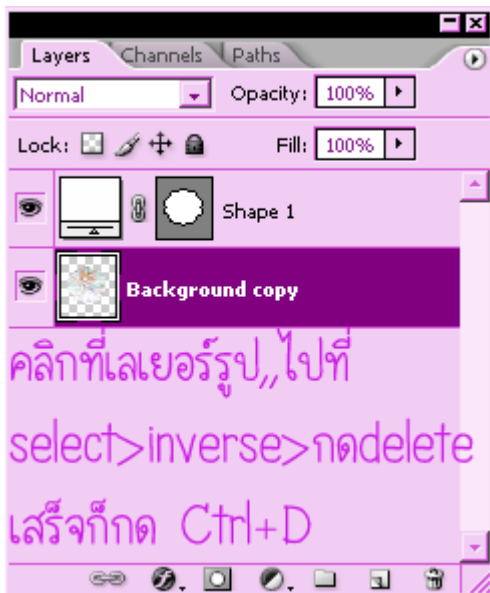 Layers Channels Paths
Normal Opacity: 100%
Lock: Fill: 100%
Shape 1
Background copy
คลิกที่เลเยอร์รูป,,ไปที่
select>inverse>กดdelete
เสร็จก็กด Ctrl+D